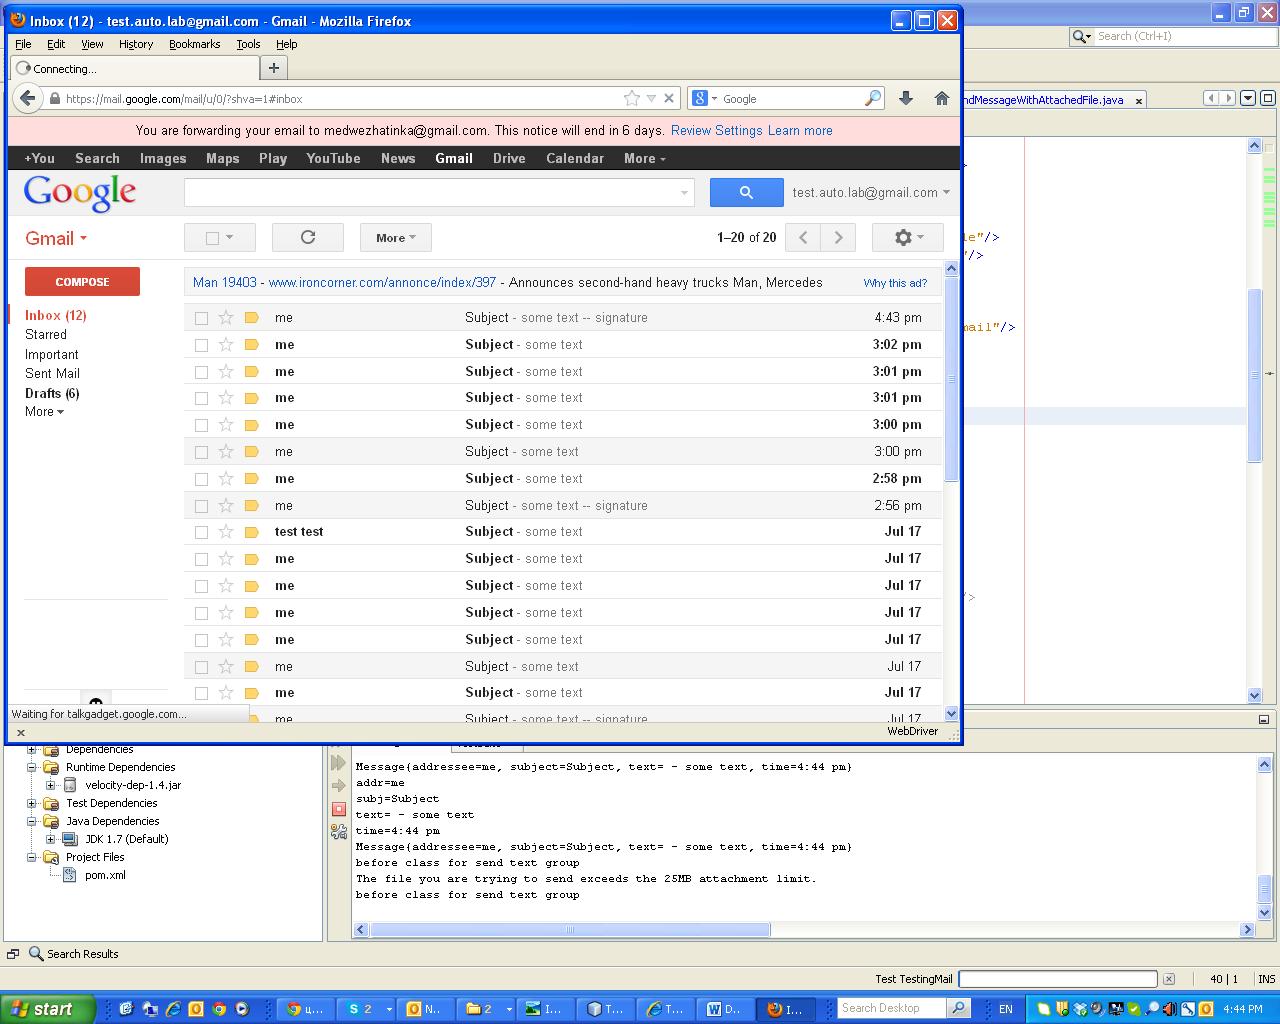 Inbox (12) - test.auto.lab@gmail.com - Gmail - Mozilla Firefox
File Edit View History Bookmarks Tools Help
Search (Ctrl+I)
Connecting...
https://mail.google.com/mail/u/0/?shva=1#inbox
Google
ndMessageWithAttachedFile.java
You are forwarding your email to medwezhatinka@gmail.com. This notice will end in 6 days. Review Settings Learn more
+You Search Images Maps Play YouTube News Gmail Drive Calendar More
Google
test.auto.lab@gmail.com
Gmail
More
1–20 of 20
le"/>
"/>
COMPOSE
Man 19403 - www.ironcorner.com/annonce/index/397 - Announces second-hand heavy trucks Man, Mercedes Why this ad?
Inbox (12)
Starred
Important
Sent Mail
Drafts (6)
More
me Subject - some text -- signature 4:43 pm
mail"/>
me Subject - some text 3:02 pm
me Subject - some text 3:01 pm
me Subject - some text 3:01 pm
me Subject - some text 3:00 pm
me Subject - some text 3:00 pm
me Subject - some text 2:58 pm
me Subject - some text -- signature 2:56 pm
test test Subject - some text Jul 17
me Subject - some text Jul 17
me Subject - some text Jul 17
/>
me Subject - some text Jul 17
me Subject - some text Jul 17
me Subject - some text Jul 17
me Subject - some text Jul 17
me Subject - some text -- signature Jul 17
Waiting for talkgadget.google.com...
WebDriver
Dependencies
Runtime Dependencies
velocity-dep-1.4.jar
Test Dependencies
Java Dependencies
JDK 1.7 (Default)
Project Files
pom.xml
Message{addressee=me, subject=Subject, text= - some text, time=4:44 pm}
addr=me
subj=Subject
text= - some text
time=4:44 pm
Message{addressee=me, subject=Subject, text= - some text, time=4:44 pm}
before class for send text group
The file you are trying to send exceeds the 25MB attachment limit.
before class for send text group
Search Results
Test TestingMail
40 | 1 INS
start
ц...
S 2
N...
2
I...
T...
T...
D...
I...
Search Desktop
EN
4:44 PM